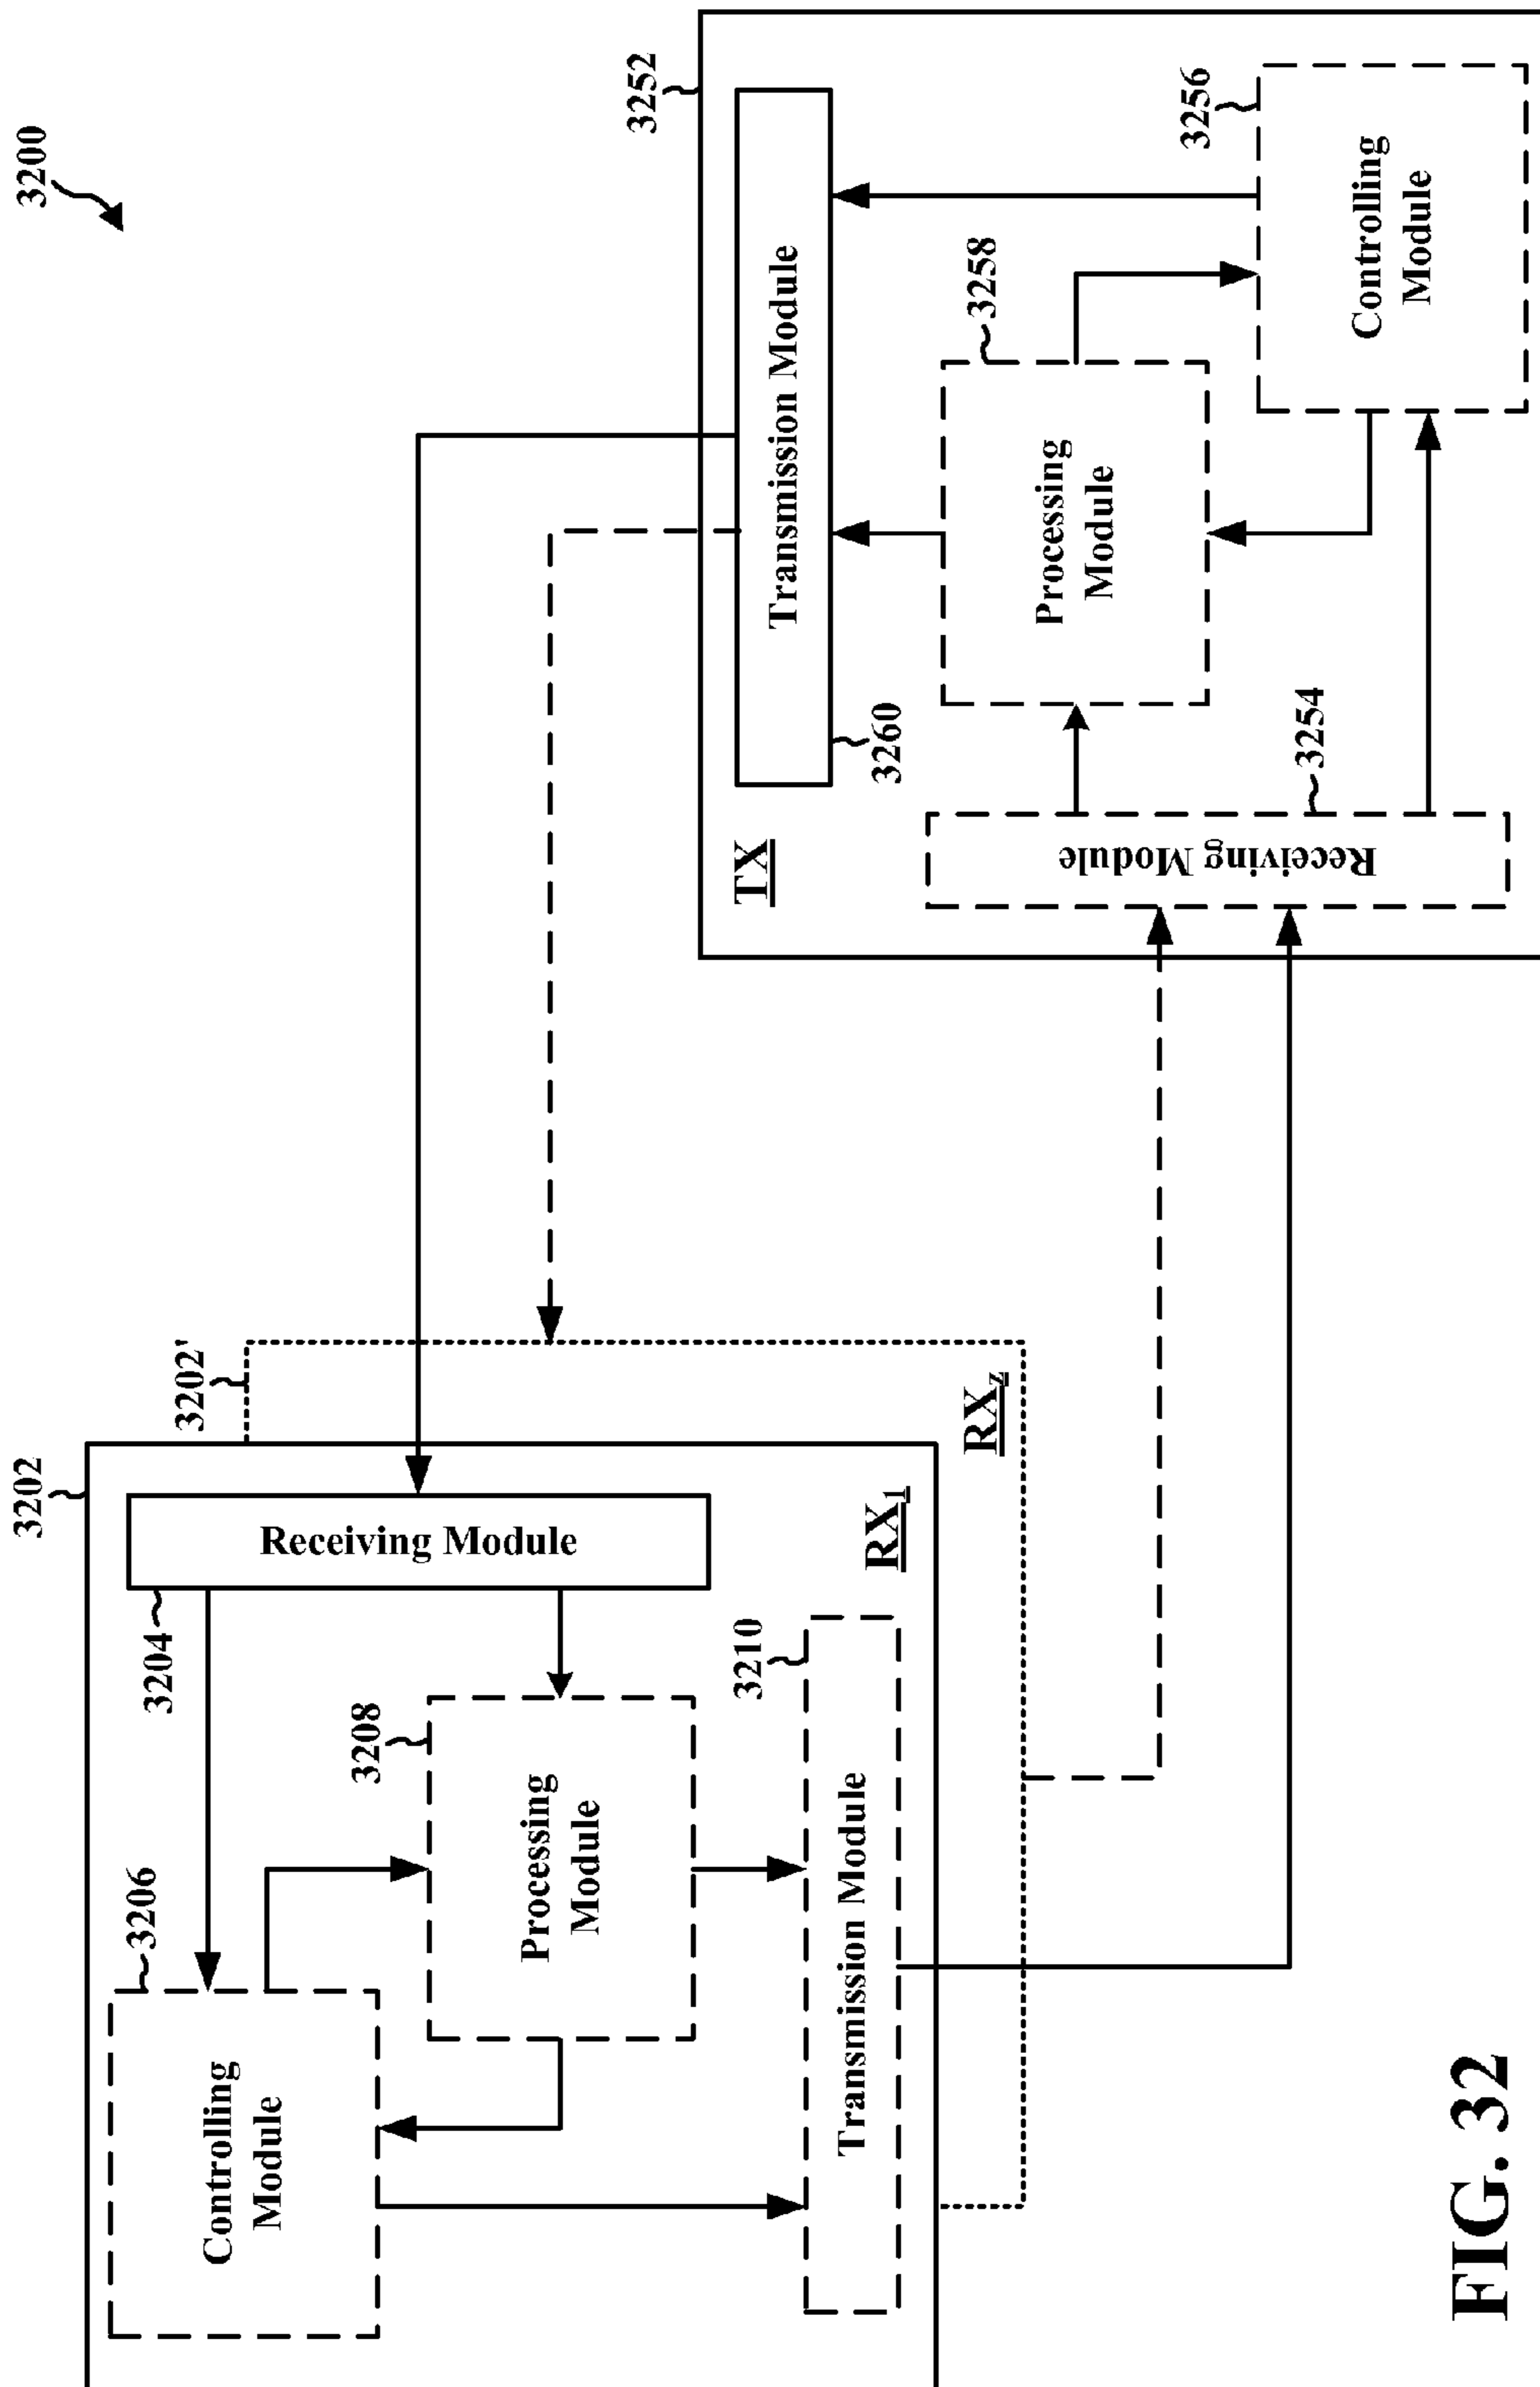 3200
3202
3202'
3204
Receiving Module
3206
Controlling
Module
3208
Processing
Module
3210
Transmission Module
RX1
RXz
3252
TX
Transmission Module
3260
3258
Processing
Module
3256
Controlling
Module
Receiving Module
3254
FIG. 32